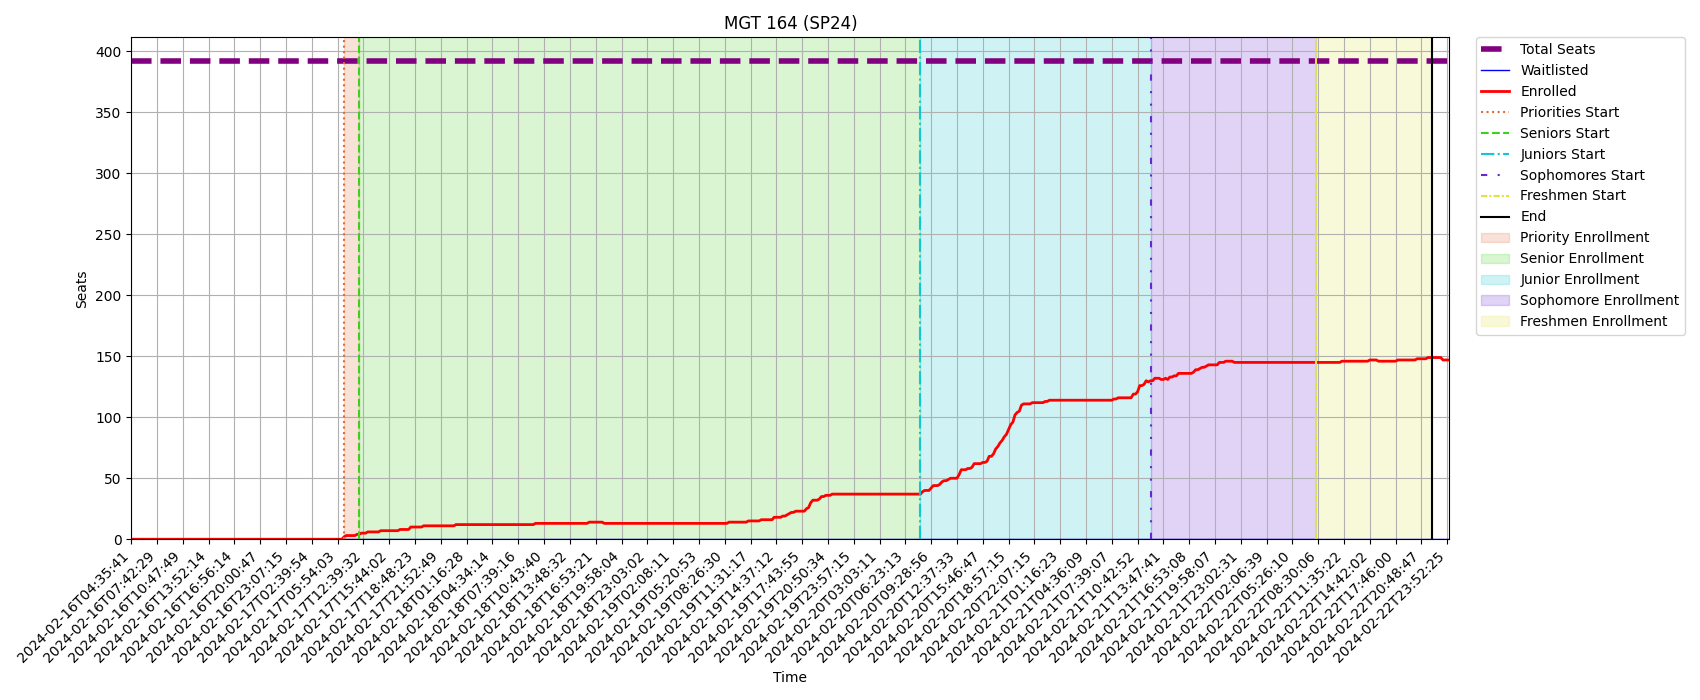 MGT 164 (SP24)
400
350
300
250
200
150
100
50
0
Seats
2024-02-16T04:35:41
2024-02-16T07:42:29
2024-02-16T10:47:49
2024-02-16T13:52:14
2024-02-16T16:56:14
2024-02-16T20:00:47
2024-02-16T23:07:15
2024-02-17T02:39:54
2024-02-17T05:54:03
2024-02-17T12:39:32
2024-02-17T15:44:02
2024-02-17T18:48:23
2024-02-17T21:52:49
2024-02-18T01:16:28
2024-02-18T04:34:14
2024-02-18T07:39:16
2024-02-18T10:43:40
2024-02-18T13:48:32
2024-02-18T16:53:21
2024-02-18T19:58:04
2024-02-18T23:03:02
2024-02-19T02:08:11
2024-02-19T05:20:53
2024-02-19T08:26:30
2024-02-19T11:31:17
2024-02-19T14:37:12
2024-02-19T17:43:55
2024-02-19T20:50:34
2024-02-19T23:57:15
2024-02-20T03:03:11
2024-02-20T06:23:13
2024-02-20T09:28:56
2024-02-20T12:37:33
2024-02-20T15:46:47
2024-02-20T18:57:15
2024-02-20T22:07:15
2024-02-21T01:16:23
2024-02-21T04:36:09
2024-02-21T07:39:07
2024-02-21T10:42:52
2024-02-21T13:47:41
2024-02-21T16:53:08
2024-02-21T19:58:07
2024-02-21T23:02:31
2024-02-22T02:06:39
2024-02-22T05:26:10
2024-02-22T08:30:06
2024-02-22T11:35:22
2024-02-22T14:42:02
2024-02-22T17:46:00
2024-02-22T20:48:47
2024-02-22T23:52:25
Time
Total Seats
Waitlisted
Enrolled
Priorities Start
Seniors Start
Juniors Start
Sophomores Start
Freshmen Start
End
Priority Enrollment
Senior Enrollment
Junior Enrollment
Sophomore Enrollment
Freshmen Enrollment